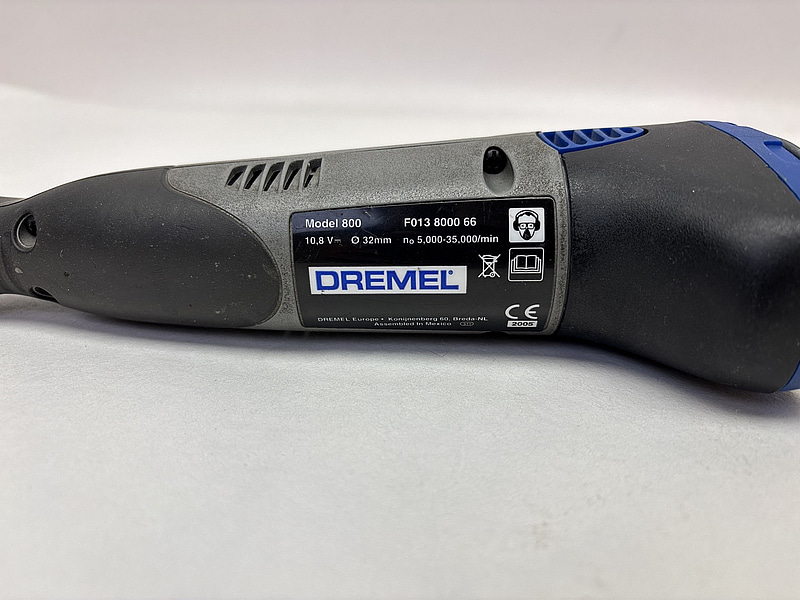 Model 800 F013 8000 66
10,8 V⎓ Ø 32mm n₀ 5,000-35,000/min
DREMEL®
DREMEL Europe • Konijnenberg 60, Breda-NL
Assembled in Mexico
CE
2005